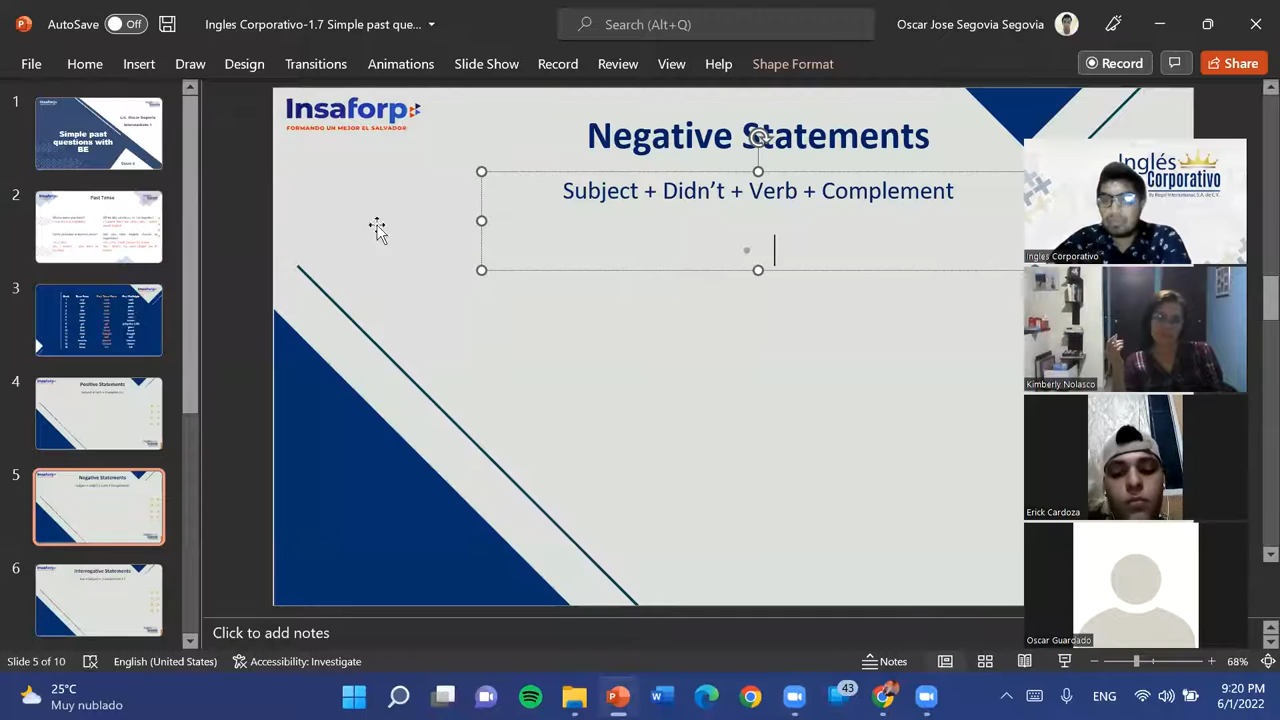 AutoSave Off
Ingles Corporativo-1.7 Simple past que...
Search (Alt+Q)
Oscar Jose Segovia Segovia
File Home Insert Draw Design Transitions Animations Slide Show Record Review View Help Shape Format
Record
Share
1
Insaforp
Simple past questions with BE
2
Past Tense
3
4
Positive Statements
5
Negative Statements
6
Interrogative Statements
Insaforp
FORMANDO UN MEJOR EL SALVADOR
Negative Statements
Subject + Didn't + Verb + Complement
Inglés
Corporativo
By Royal International, S.A. de C.V.
Ingles Corporativo
Kimberly Nolasco
Erick Cardoza
Oscar Guardado
Click to add notes
Slide 5 of 10
English (United States)
Accessibility: Investigate
Notes
68%
25°C
Muy nublado
43
ENG
9:20 PM
6/1/2022